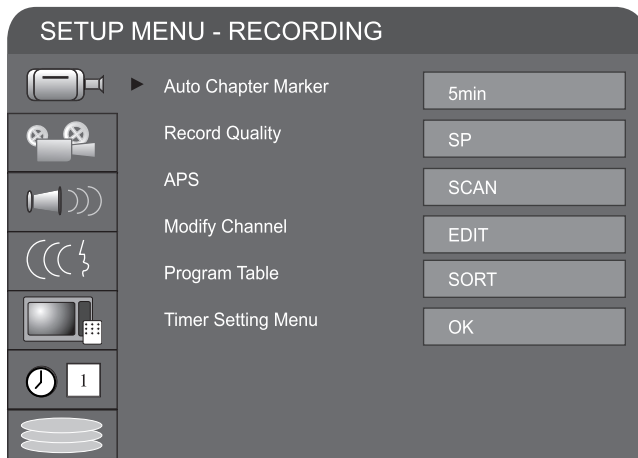 SETUP MENU - RECORDING
Auto Chapter Marker 5min
Record Quality SP
APS SCAN
Modify Channel EDIT
Program Table SORT
Timer Setting Menu OK
1